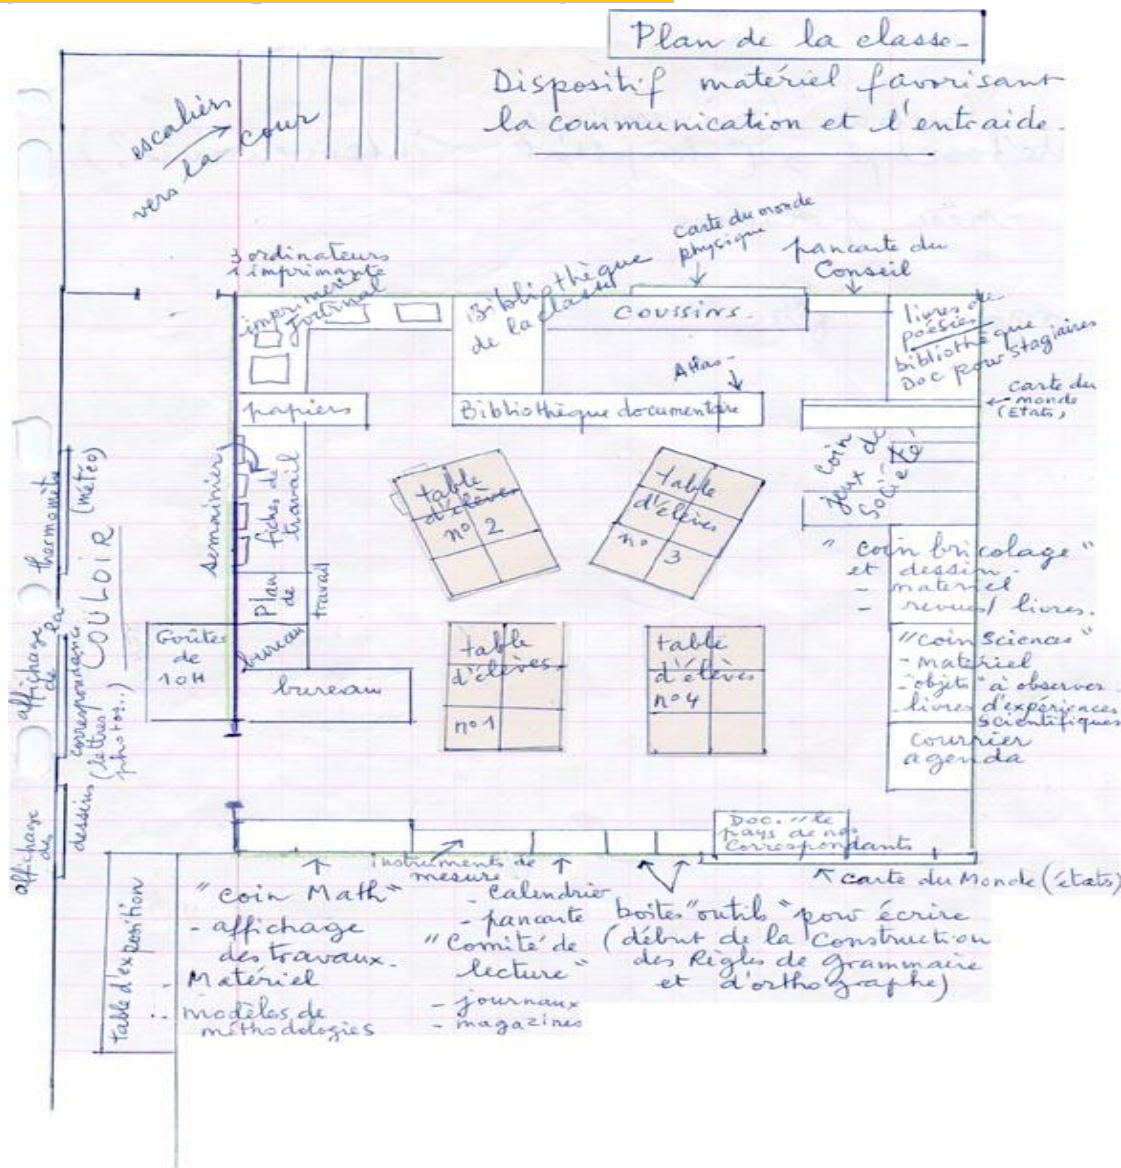 Plan de la classe-
Dispositif matériel favorisant
la communication et l'entraide.
escaliers
vers la cour
3 ordinateurs
1 imprimante
imprimerie
journal
Bibliothèque
de la classe
carte du monde
physique
coussins.
pancarte du
Conseil
livres de
poésies
bibliothèque
Doc pour stagiaires
carte du
monde
(Etats)
Atlas-
papiers
Bibliothèque documentaire
coin
jeux de
société
semainier
fiches de
travail
Plan
de
travail
bureau
bureau
table
d'élèves
n° 2
table
d'élèves
n° 3
table
d'élèves
n° 1
table
d'élèves
n° 4
"coin bricolage"
et dessin.
- matériel
- revues/livres.
"Coin Sciences"
- matériel
- "objets" à observer
- livres d'expériences
scientifiques
courrier
agenda
COULOIR
thermomètre
(météo)
affichage
de la
correspondance
(lettres
photos..)
affichage
des
dessins
Goûter
de
10H
Doc. "le
pays de nos
correspondants
carte du Monde (états)
instruments de
mesure
"coin Math"
- affichage
des travaux.
- Matériel
- modèles de
méthodologies
- calendrier
- pancarte
"Comité de
lecture"
- journaux
- magazines
boîtes "outils" pour écrire
(début de la construction
des Règles de grammaire
et d'orthographe)
table d'exposition